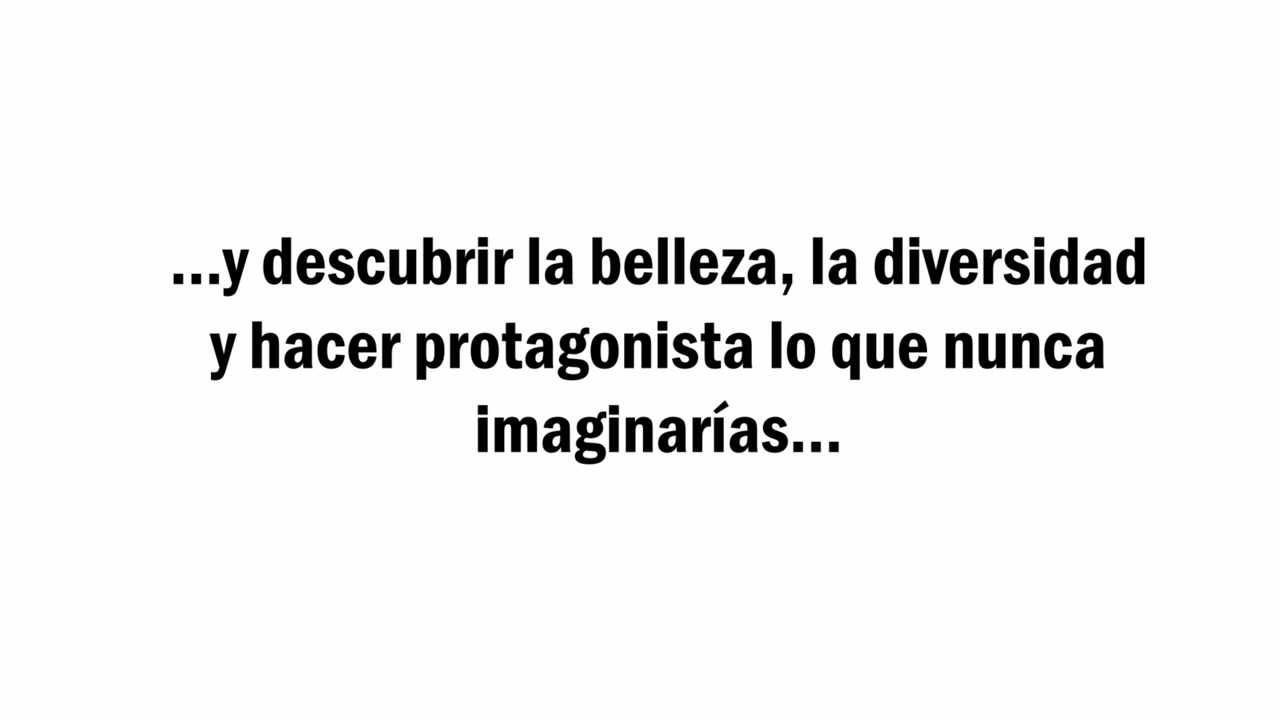 ...y descubrir la belleza, la diversidad
y hacer protagonista lo que nunca
imaginarías...